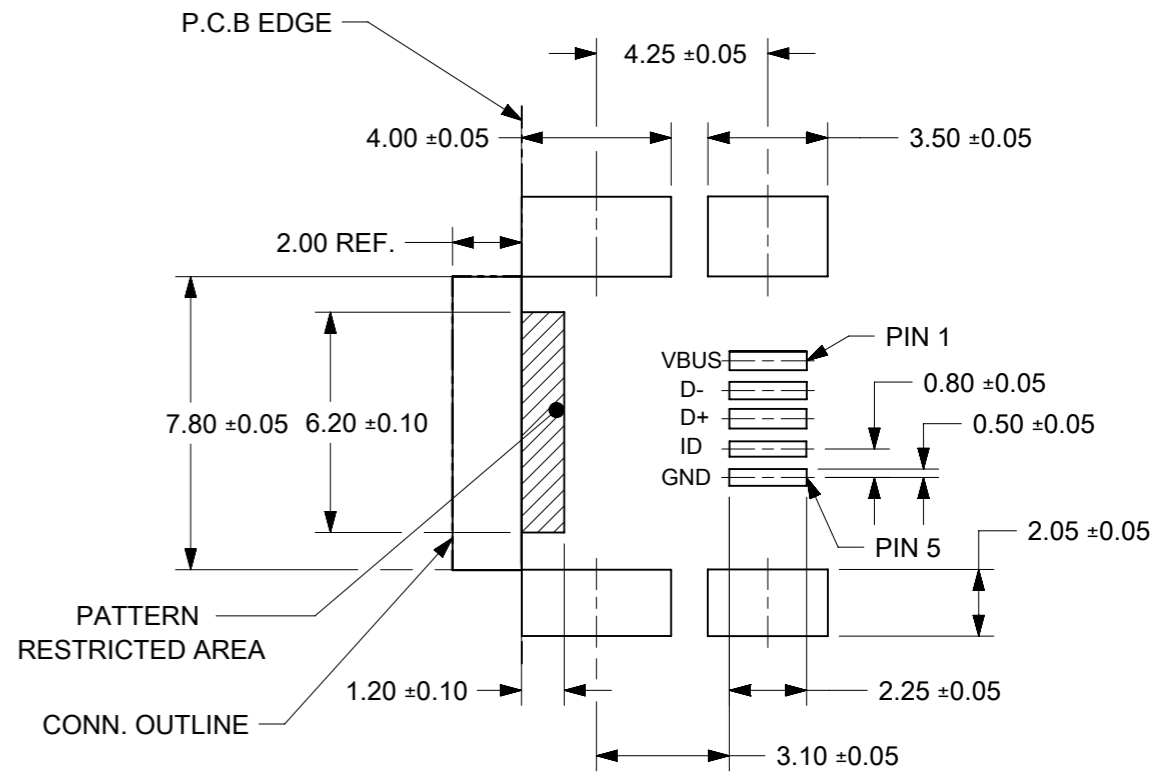 P.C.B EDGE
4.25 ±0.05
4.00 ±0.05
3.50 ±0.05
2.00 REF.
PIN 1
VBUS
D-
0.80 ±0.05
D+
7.80 ±0.05
6.20 ±0.10
0.50 ±0.05
ID
GND
2.05 ±0.05
PIN 5
PATTERN
RESTRICTED AREA
1.20 ±0.10
2.25 ±0.05
CONN. OUTLINE
3.10 ±0.05